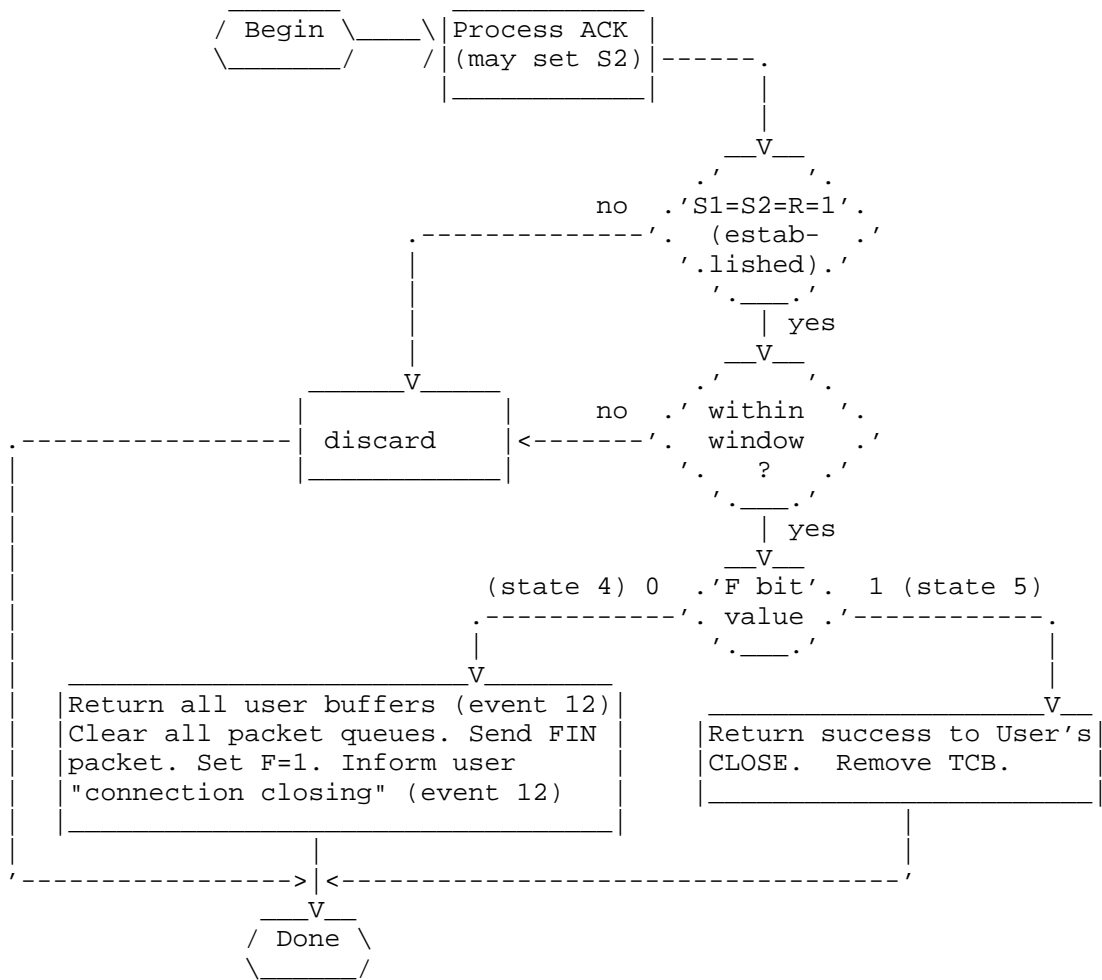 Begin
Process ACK
(may set S2)
S1=S2=R=1
no
(estab-
lished)
yes
no
within
discard
window
?
yes
(state 4) 0
F bit
1 (state 5)
value
Return all user buffers (event 12)
Clear all packet queues. Send FIN
packet. Set F=1. Inform user
"connection closing" (event 12)
Return success to User's
CLOSE. Remove TCB.
Done